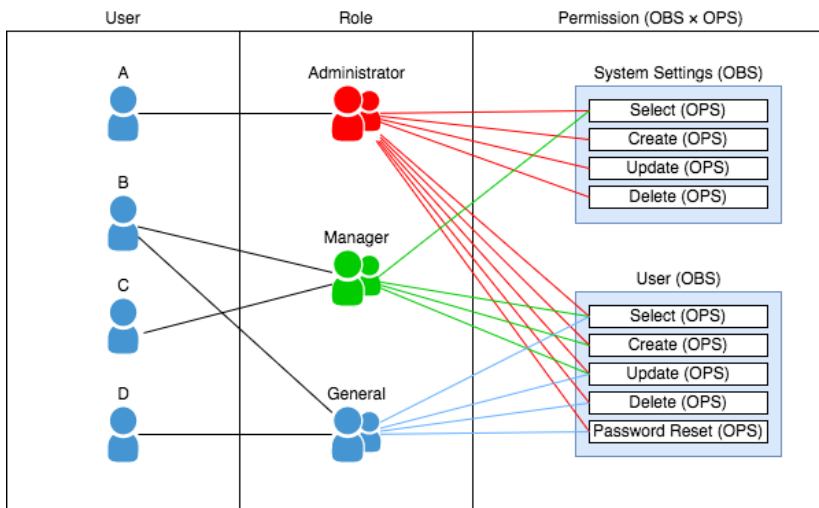 User
Role
Permission (OBS × OPS)
A
Administrator
System Settings (OBS)
Select (OPS)
Create (OPS)
Update (OPS)
Delete (OPS)
B
Manager
C
User (OBS)
Select (OPS)
Create (OPS)
Update (OPS)
Delete (OPS)
Password Reset (OPS)
D
General